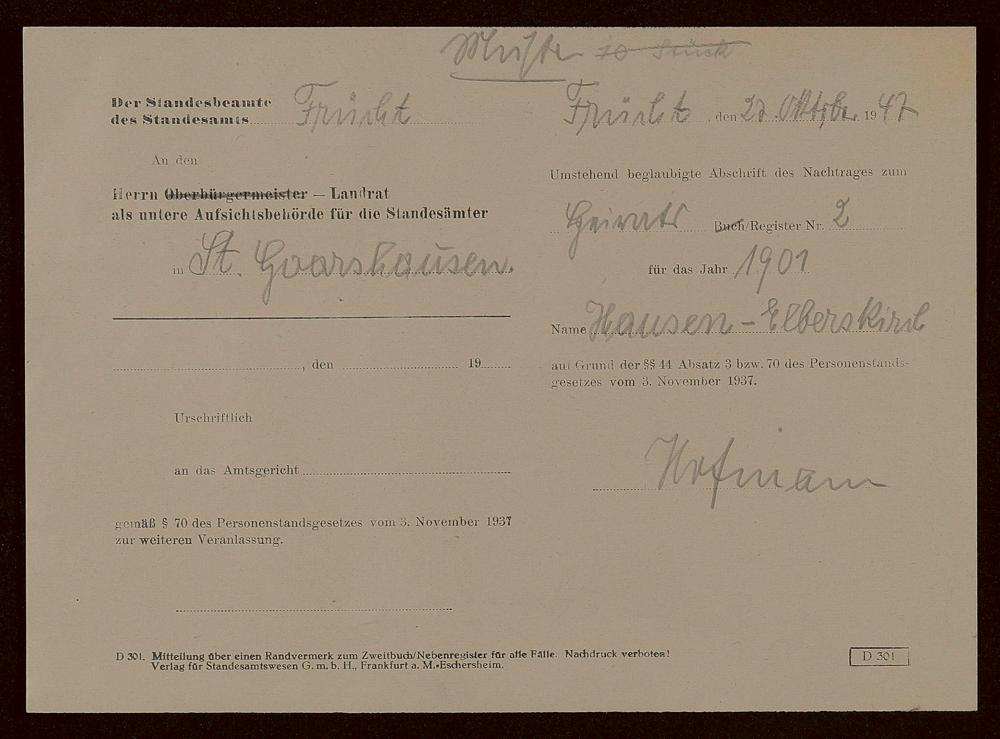 Muster 10 Stück
Der Standesbeamte
des Standesamts Frücht
Frücht, den 20. Oktober 1947
An den
Herrn Oberbürgermeister – Landrat
als untere Aufsichtsbehörde für die Standesämter
in St. Goarshausen.
, den 19
Urschriftlich
an das Amtsgericht
gemäß § 70 des Personenstandsgesetzes vom 3. November 1937
zur weiteren Veranlassung.
Umstehend beglaubigte Abschrift des Nachtrages zum
Heirats Buch/Register Nr. 2
für das Jahr 1901
Name Hausen – Elberskirch
auf Grund der §§ 44 Absatz 3 bzw. 70 des Personenstands-
gesetzes vom 3. November 1937.
Hofmann
D 301. Mitteilung über einen Randvermerk zum Zweitbuch/Nebenregister für alle Fälle. Nachdruck verboten!
Verlag für Standesamtswesen G. m. b. H., Frankfurt a. M.-Eschersheim.
D 301